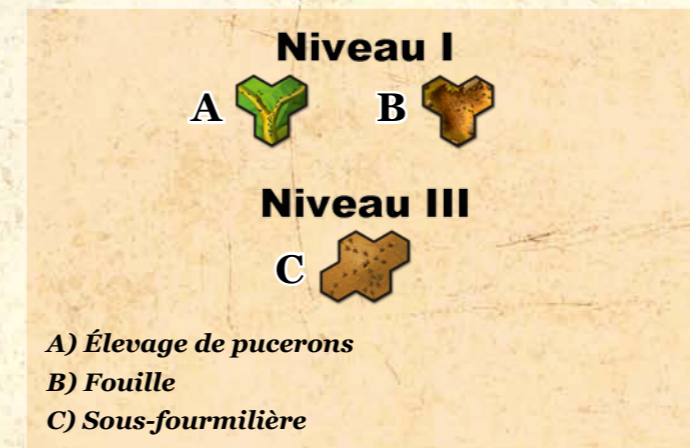 Niveau I
A B
Niveau III
C
A) Élevage de pucerons
B) Fouille
C) Sous-fourmilière